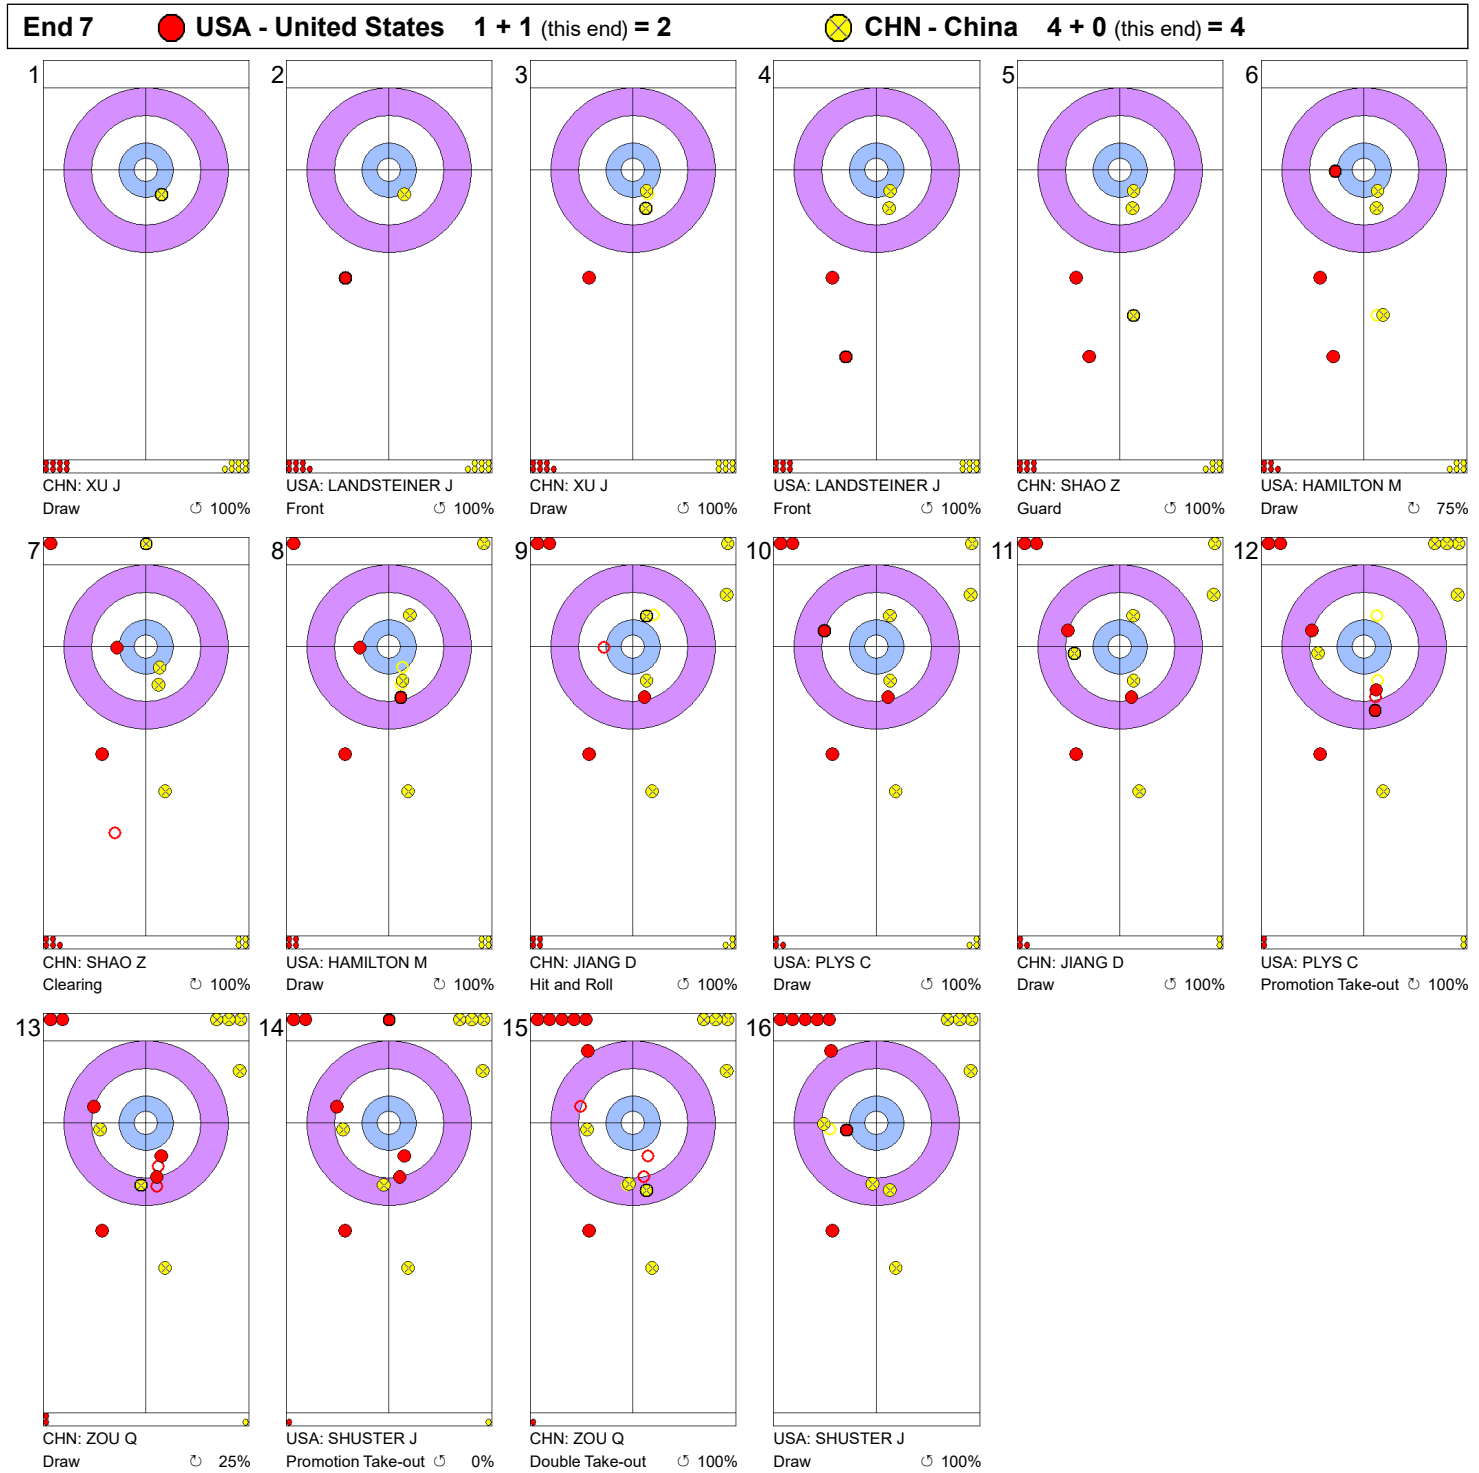 End 7 USA - United States 1 + 1 (this end) = 2 CHN - China 4 + 0 (this end) = 4
1 2 3 4 5 6
CHN: XU J USA: LANDSTEINER J CHN: XU J USA: LANDSTEINER J CHN: SHAO Z USA: HAMILTON M
Draw ↺ 100% Front ↺ 100% Draw ↺ 100% Front ↺ 100% Guard ↺ 100% Draw ↻ 75%
7 8 9 10 11 12
CHN: SHAO Z USA: HAMILTON M CHN: JIANG D USA: PLYS C CHN: JIANG D USA: PLYS C
Clearing ↻ 100% Draw ↻ 100% Hit and Roll ↺ 100% Draw ↺ 100% Draw ↺ 100% Promotion Take-out ↻ 100%
13 14 15 16
CHN: ZOU Q USA: SHUSTER J CHN: ZOU Q USA: SHUSTER J
Draw ↻ 25% Promotion Take-out ↺ 0% Double Take-out ↺ 100% Draw ↺ 100%